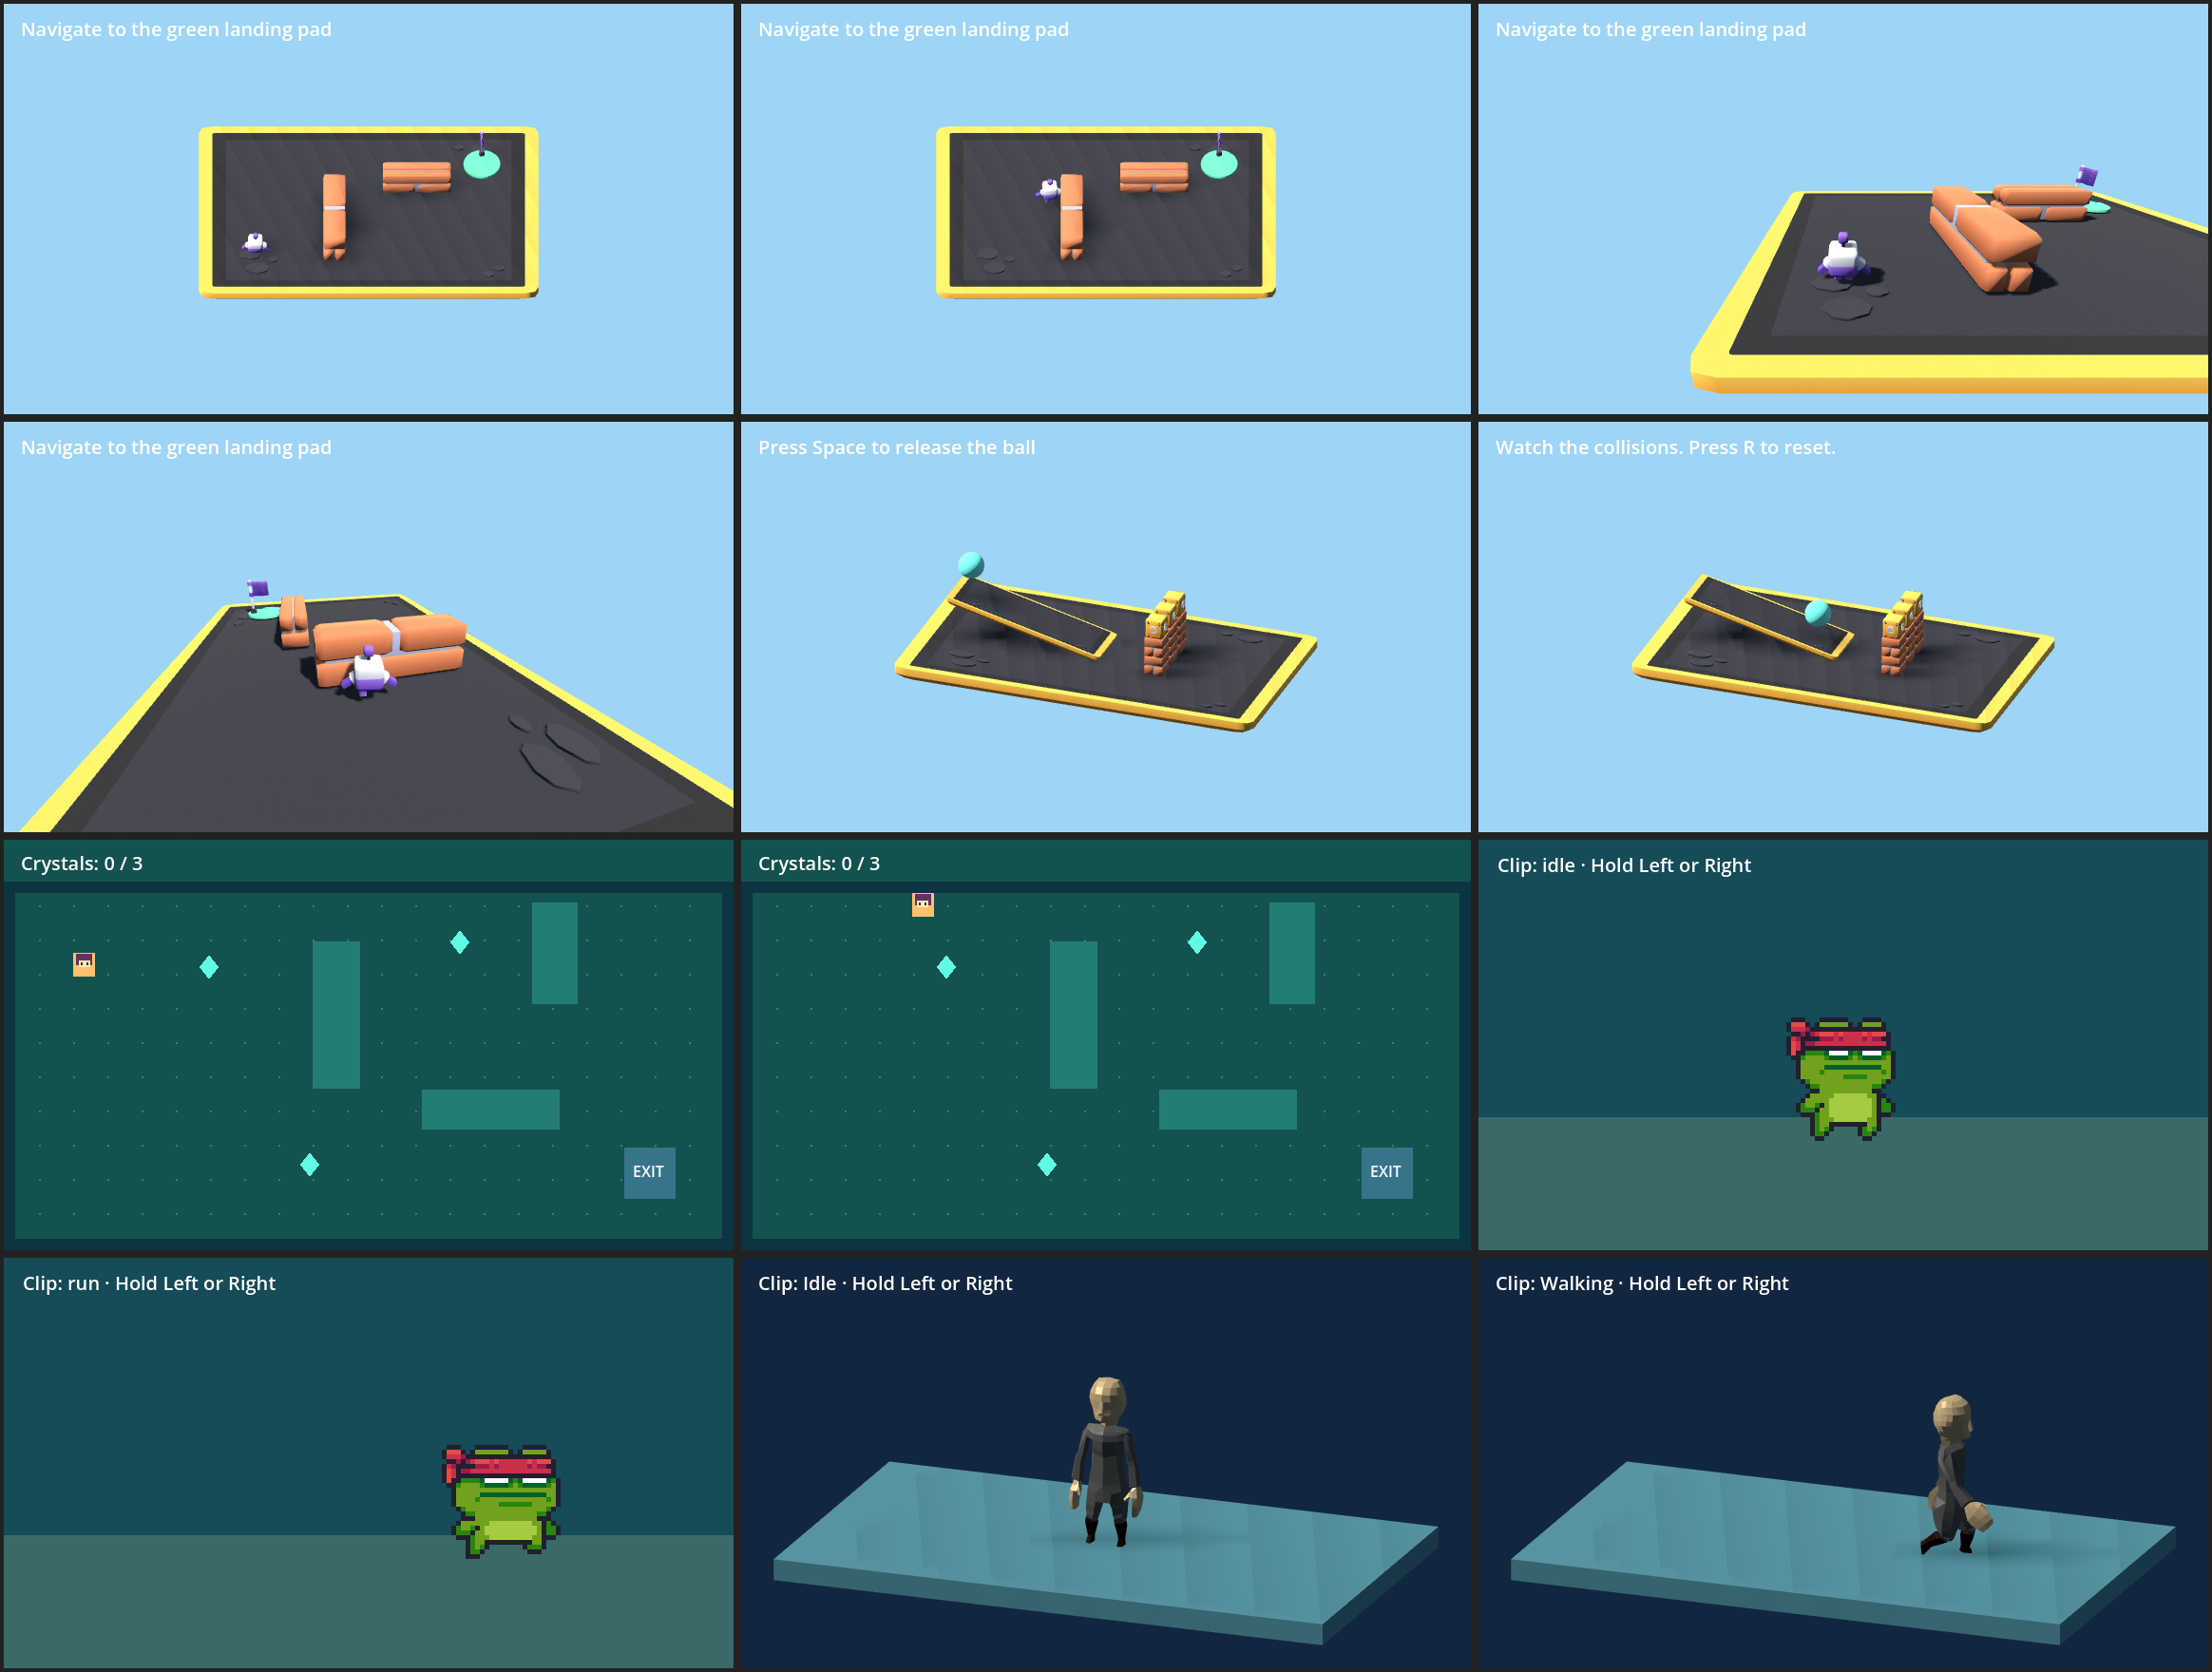 Navigate to the green landing pad
Navigate to the green landing pad
Navigate to the green landing pad
Navigate to the green landing pad
Press Space to release the ball
Watch the collisions. Press R to reset.
Crystals: 0 / 3
EXIT
Crystals: 0 / 3
EXIT
Clip: idle · Hold Left or Right
Clip: run · Hold Left or Right
Clip: Idle · Hold Left or Right
Clip: Walking · Hold Left or Right